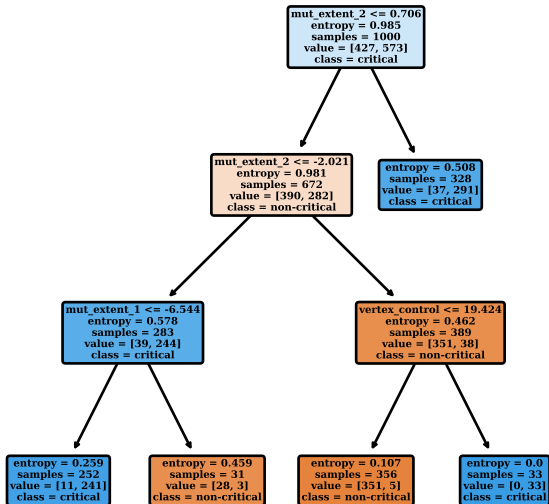 mut_extent_2 <= 0.706
entropy = 0.985
samples = 1000
value = [427, 573]
class = critical
mut_extent_2 <= -2.021
entropy = 0.981
samples = 672
value = [390, 282]
class = non-critical
entropy = 0.508
samples = 328
value = [37, 291]
class = critical
mut_extent_1 <= -6.544
entropy = 0.578
samples = 283
value = [39, 244]
class = critical
vertex_control <= 19.424
entropy = 0.462
samples = 389
value = [351, 38]
class = non-critical
entropy = 0.259
samples = 252
value = [11, 241]
class = critical
entropy = 0.459
samples = 31
value = [28, 3]
class = non-critical
entropy = 0.107
samples = 356
value = [351, 5]
class = non-critical
entropy = 0.0
samples = 33
value = [0, 33]
class = critical